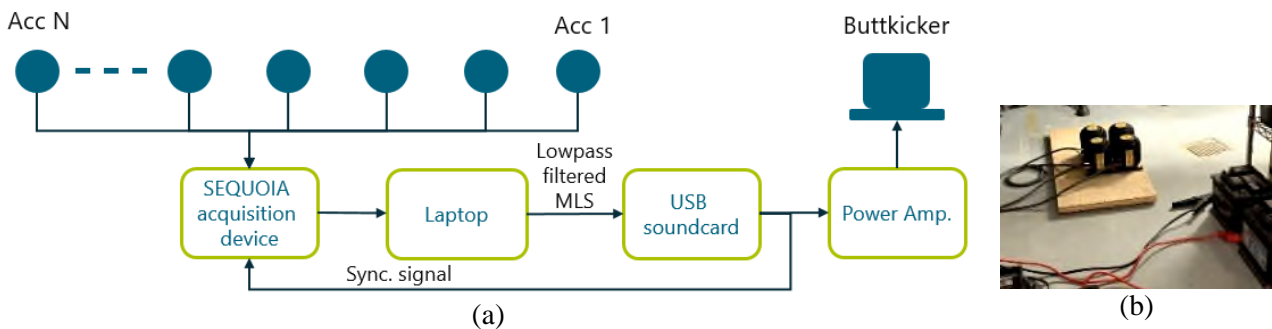 Acc N
Acc 1
Buttkicker
SEQUOIA
acquisition
device
Laptop
Lowpass
filtered
MLS
USB
soundcard
Power Amp.
Sync. signal
(a)
(b)